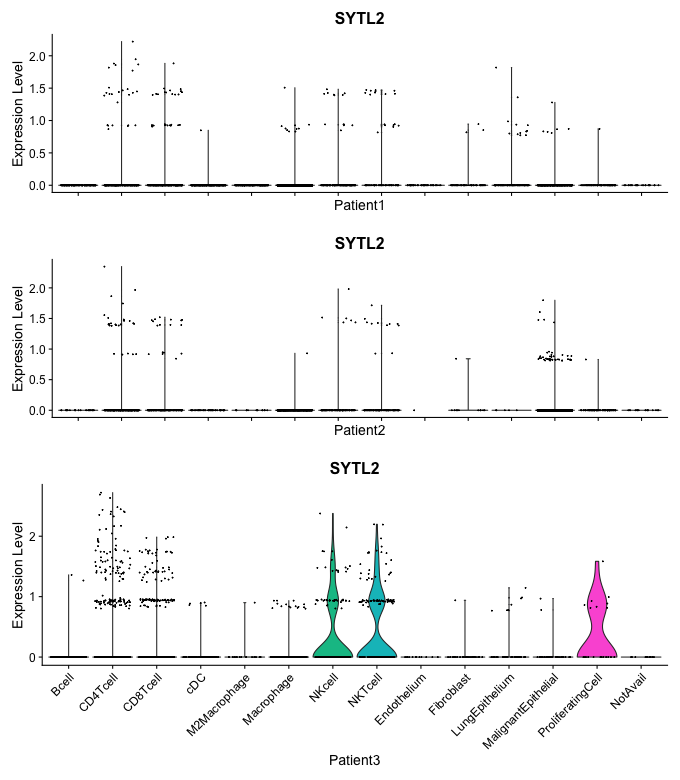 SYTL2
Expression Level
2.0
1.5
1.0
0.5
0.0
Patient1
SYTL2
Expression Level
2.0
1.5
1.0
0.5
0.0
Patient2
SYTL2
Expression Level
2
1
0
Bcell
CD4Tcell
CD8Tcell
cDC
M2Macrophage
Macrophage
NKcell
NKTcell
Endothelium
Fibroblast
LungEpithelium
MalignantEpithelial
ProliferatingCell
NotAvail
Patient3